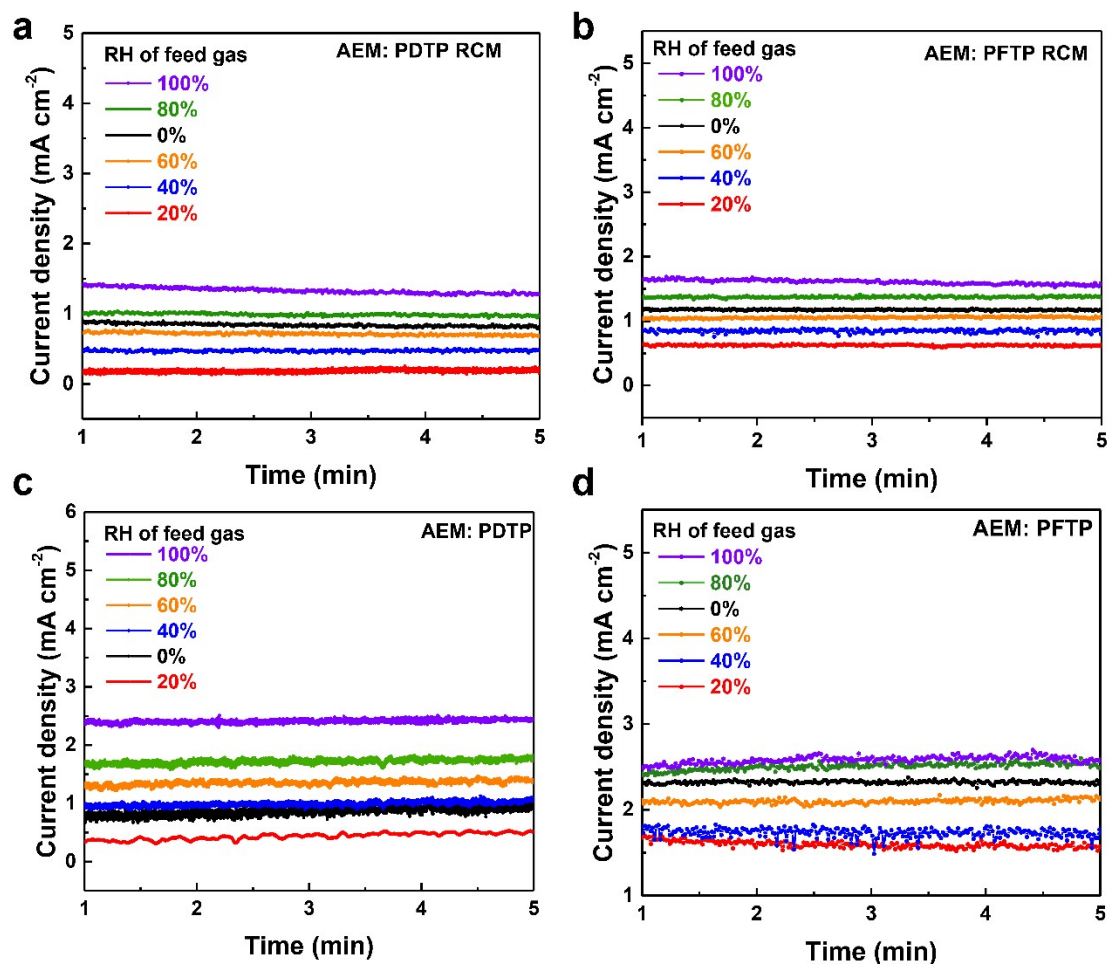 a
AEM: PDTP RCM
RH of feed gas
100%
80%
0%
60%
40%
20%
Current density (mA cm-2)
5
4
3
2
1
0
1 2 3 4 5
Time (min)
b
AEM: PFTP RCM
RH of feed gas
100%
80%
0%
60%
40%
20%
Current density (mA cm-2)
5
4
3
2
1
0
1 2 3 4 5
Time (min)
c
AEM: PDTP
RH of feed gas
100%
80%
60%
40%
0%
20%
Current density (mA cm-2)
6
5
4
3
2
1
0
1 2 3 4 5
Time (min)
d
AEM: PFTP
RH of feed gas
100%
80%
0%
60%
40%
20%
Current density (mA cm-2)
5
4
3
2
1
1 2 3 4 5
Time (min)